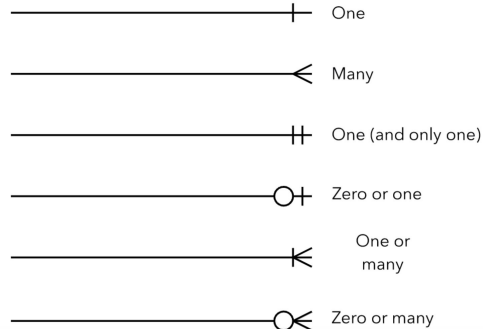 One
Many
One (and only one)
Zero or one
One or
many
Zero or many